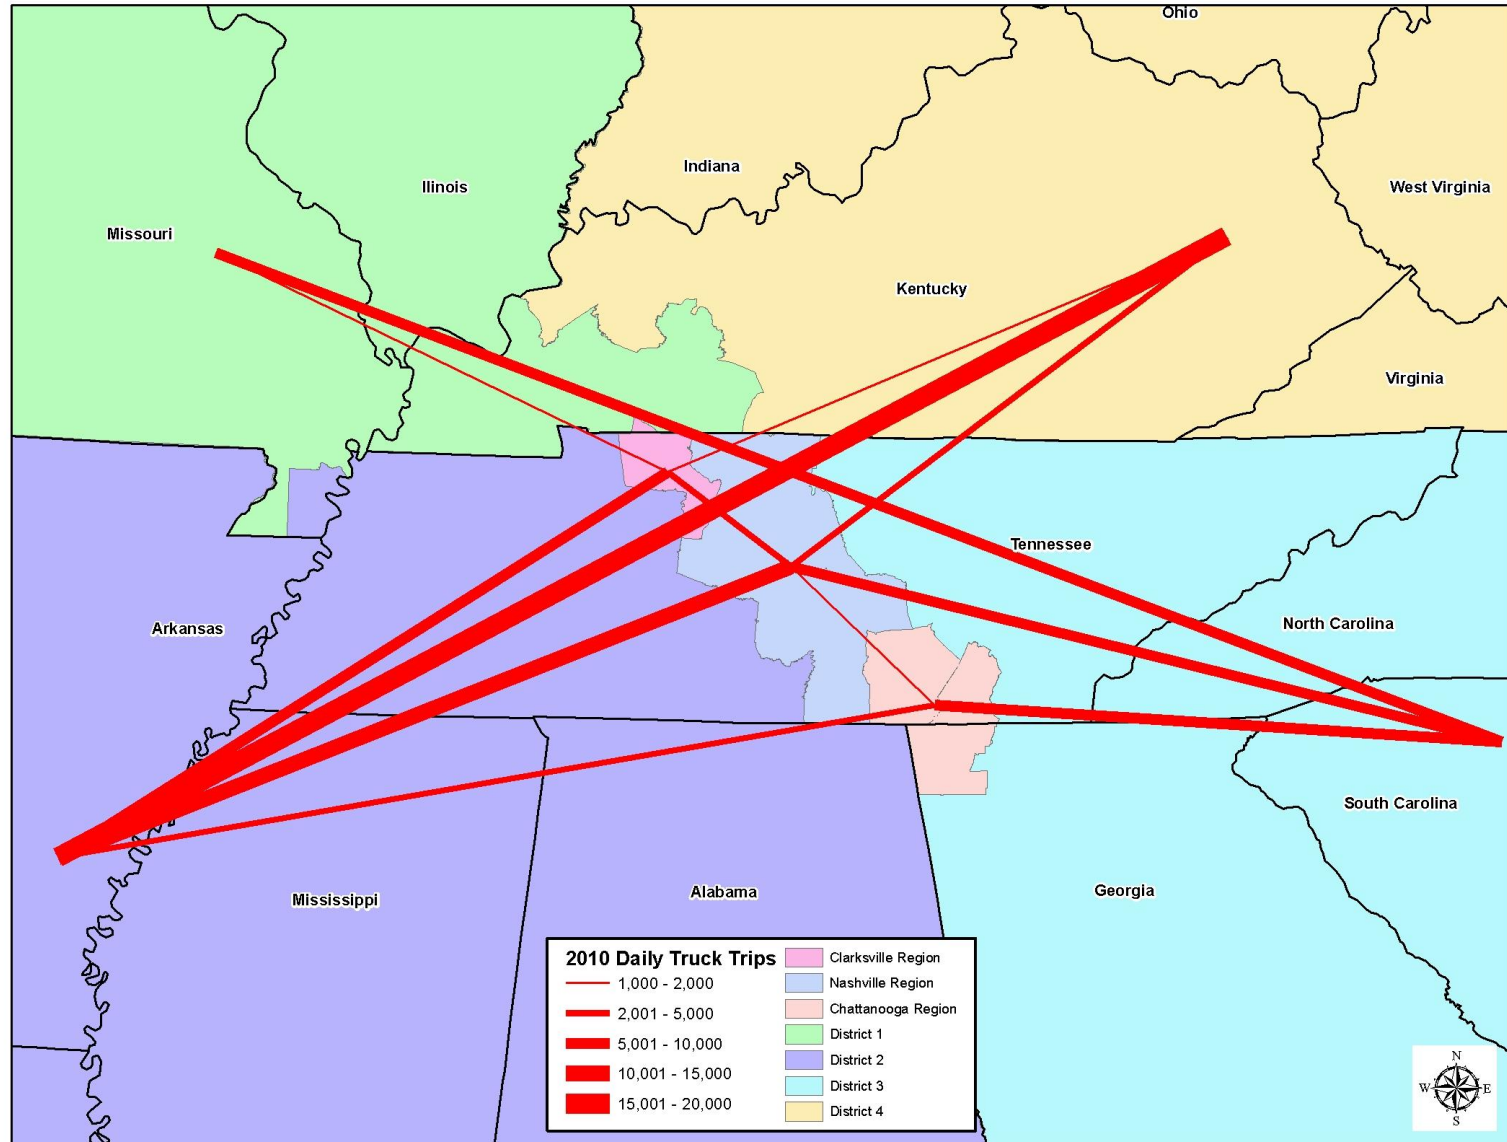 Ohio
Indiana
West Virginia
Ilinois
Missouri
Kentucky
Virginia
Tennessee
Arkansas
North Carolina
South Carolina
Mississippi
Alabama
Georgia
2010 Daily Truck Trips
1,000 - 2,000
2,001 - 5,000
5,001 - 10,000
10,001 - 15,000
15,001 - 20,000
Clarksville Region
Nashville Region
Chattanooga Region
District 1
District 2
District 3
District 4
N
W E
S